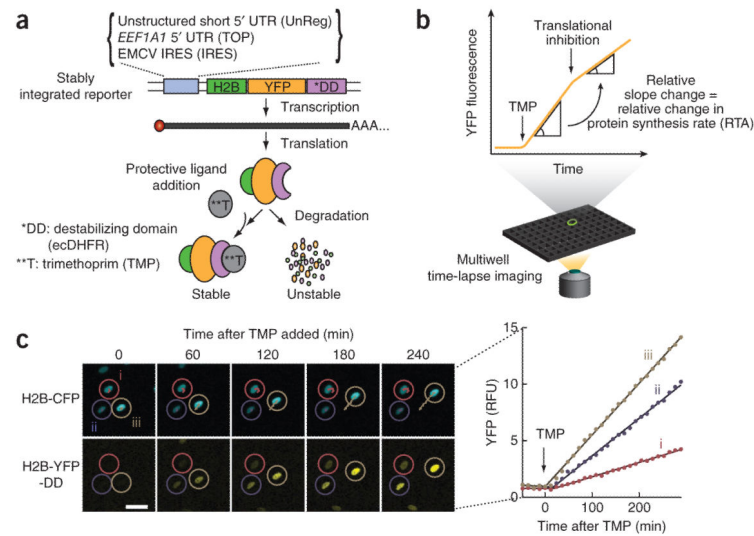 a
Unstructured short 5′ UTR (UnReg)
EEF1A1 5′ UTR (TOP)
EMCV IRES (IRES)
Stably
integrated reporter
H2B YFP *DD
Transcription
AAA...
Translation
Protective ligand
addition
**T
Degradation
*DD: destabilizing domain
(ecDHFR)
**T: trimethoprim (TMP)
**T
Stable
Unstable
b
YFP fluorescence
Translational
inhibition
TMP
Relative
slope change =
relative change in
protein synthesis rate (RTA)
Time
Multiwell
time-lapse imaging
c
Time after TMP added (min)
0 60 120 180 240
H2B-CFP
i
ii
iii
H2B-YFP
-DD
YFP (RFU)
15
10
5
0
TMP
iii
ii
i
0 100 200
Time after TMP (min)